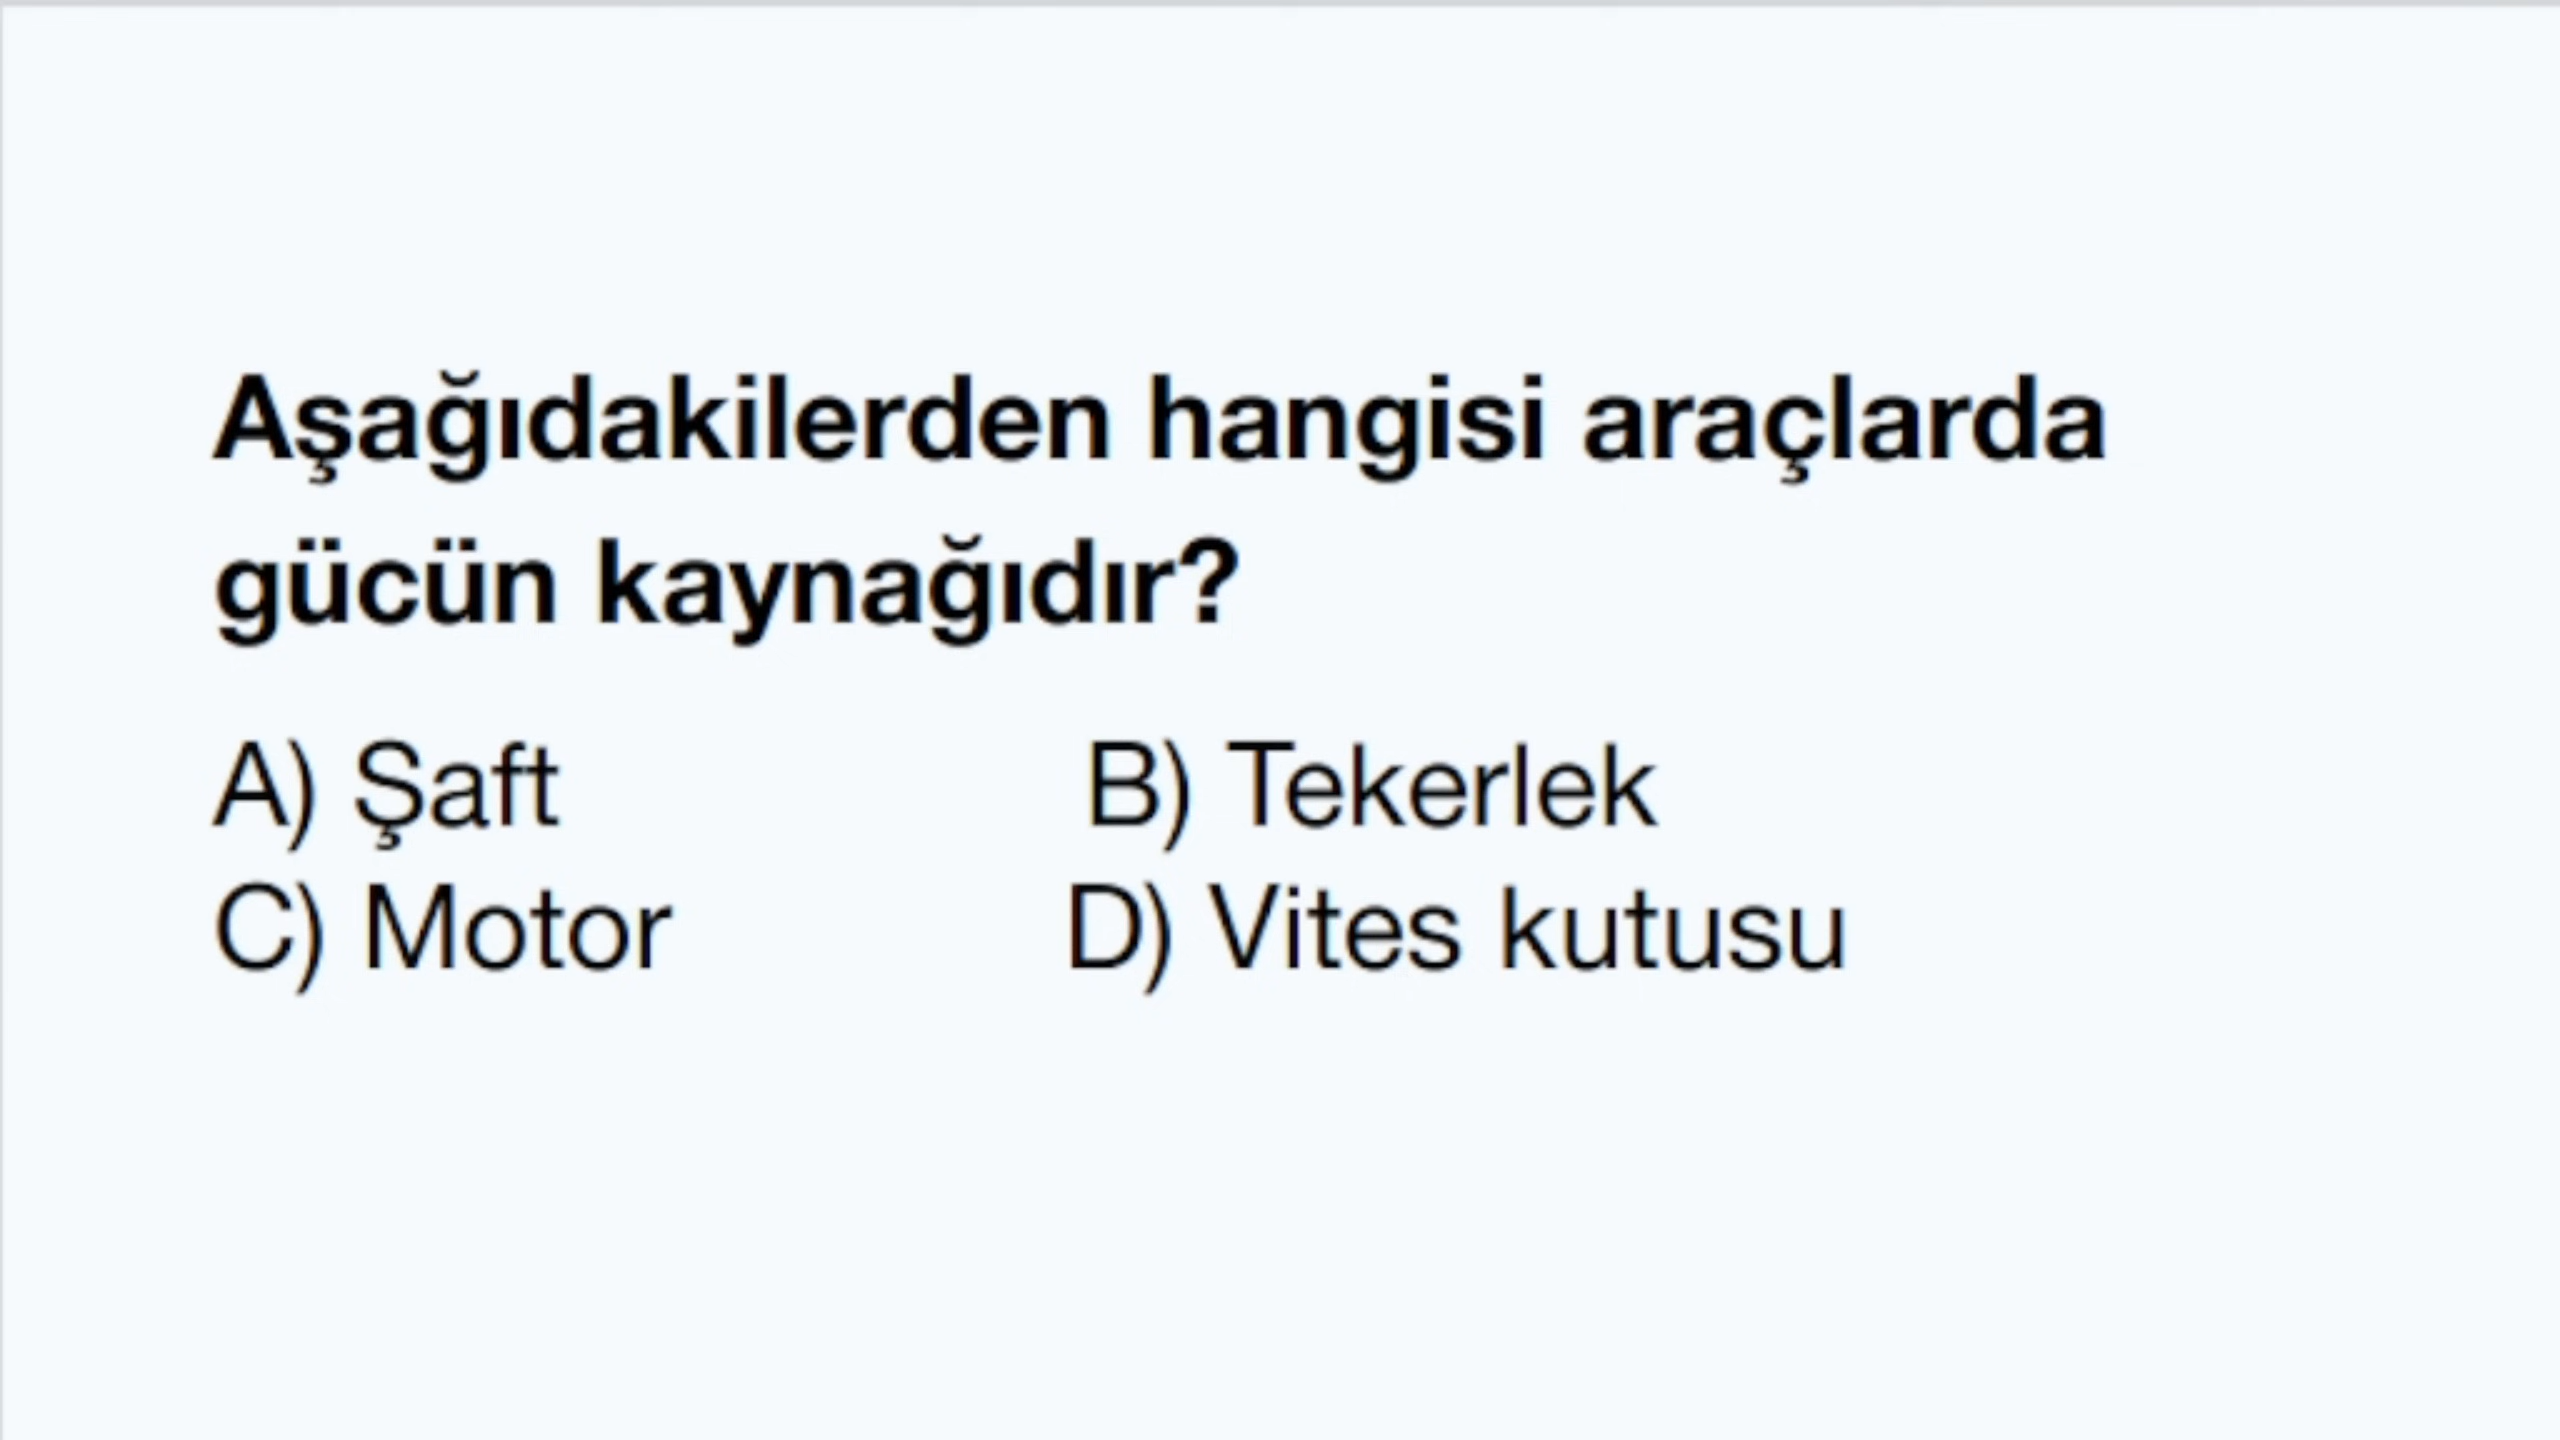 Aşağıdakilerden hangisi araçlarda
gücün kaynağıdır?
A) Şaft B) Tekerlek
C) Motor D) Vites kutusu